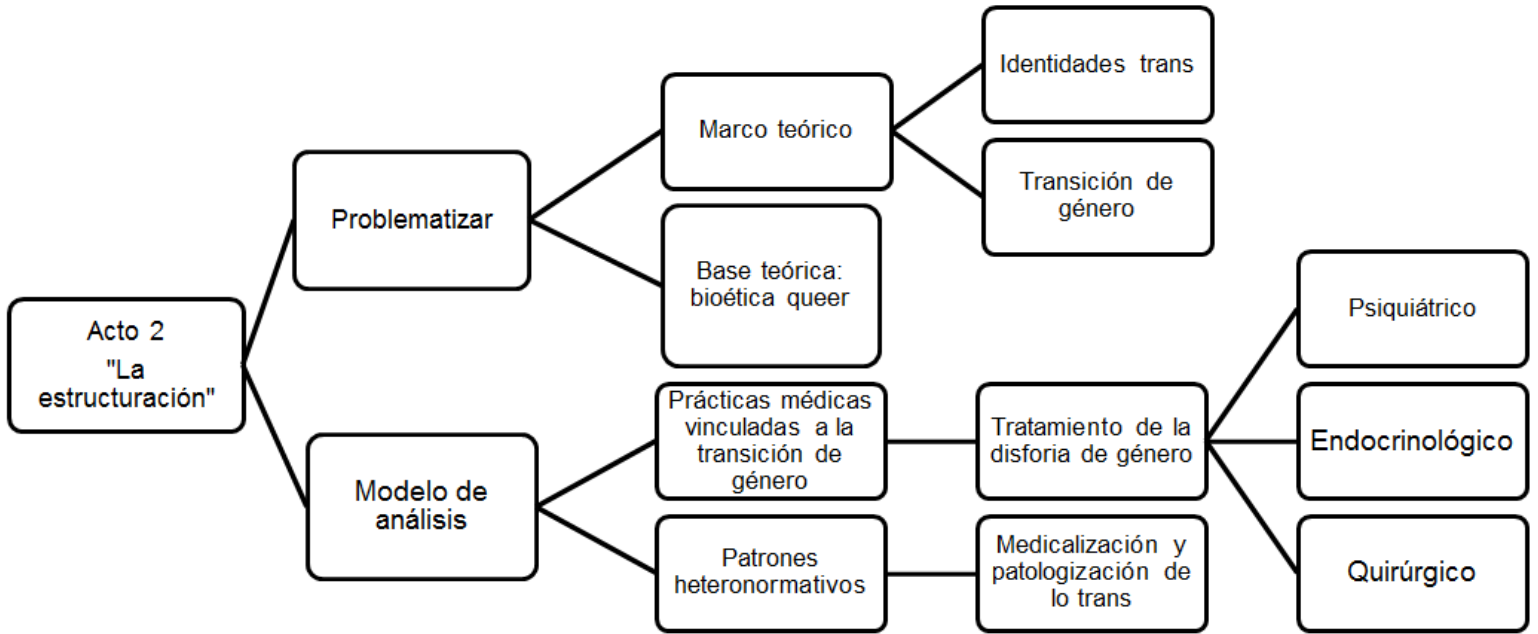 Acto 2
"La
estructuración"
Problematizar
Marco teórico
Identidades trans
Transición de
género
Base teórica:
bioética queer
Modelo de
análisis
Prácticas médicas
vinculadas a la
transición de
género
Tratamiento de la
disforia de género
Psiquiátrico
Endocrinológico
Quirúrgico
Patrones
heteronormativos
Medicalización y
patologización de
lo trans